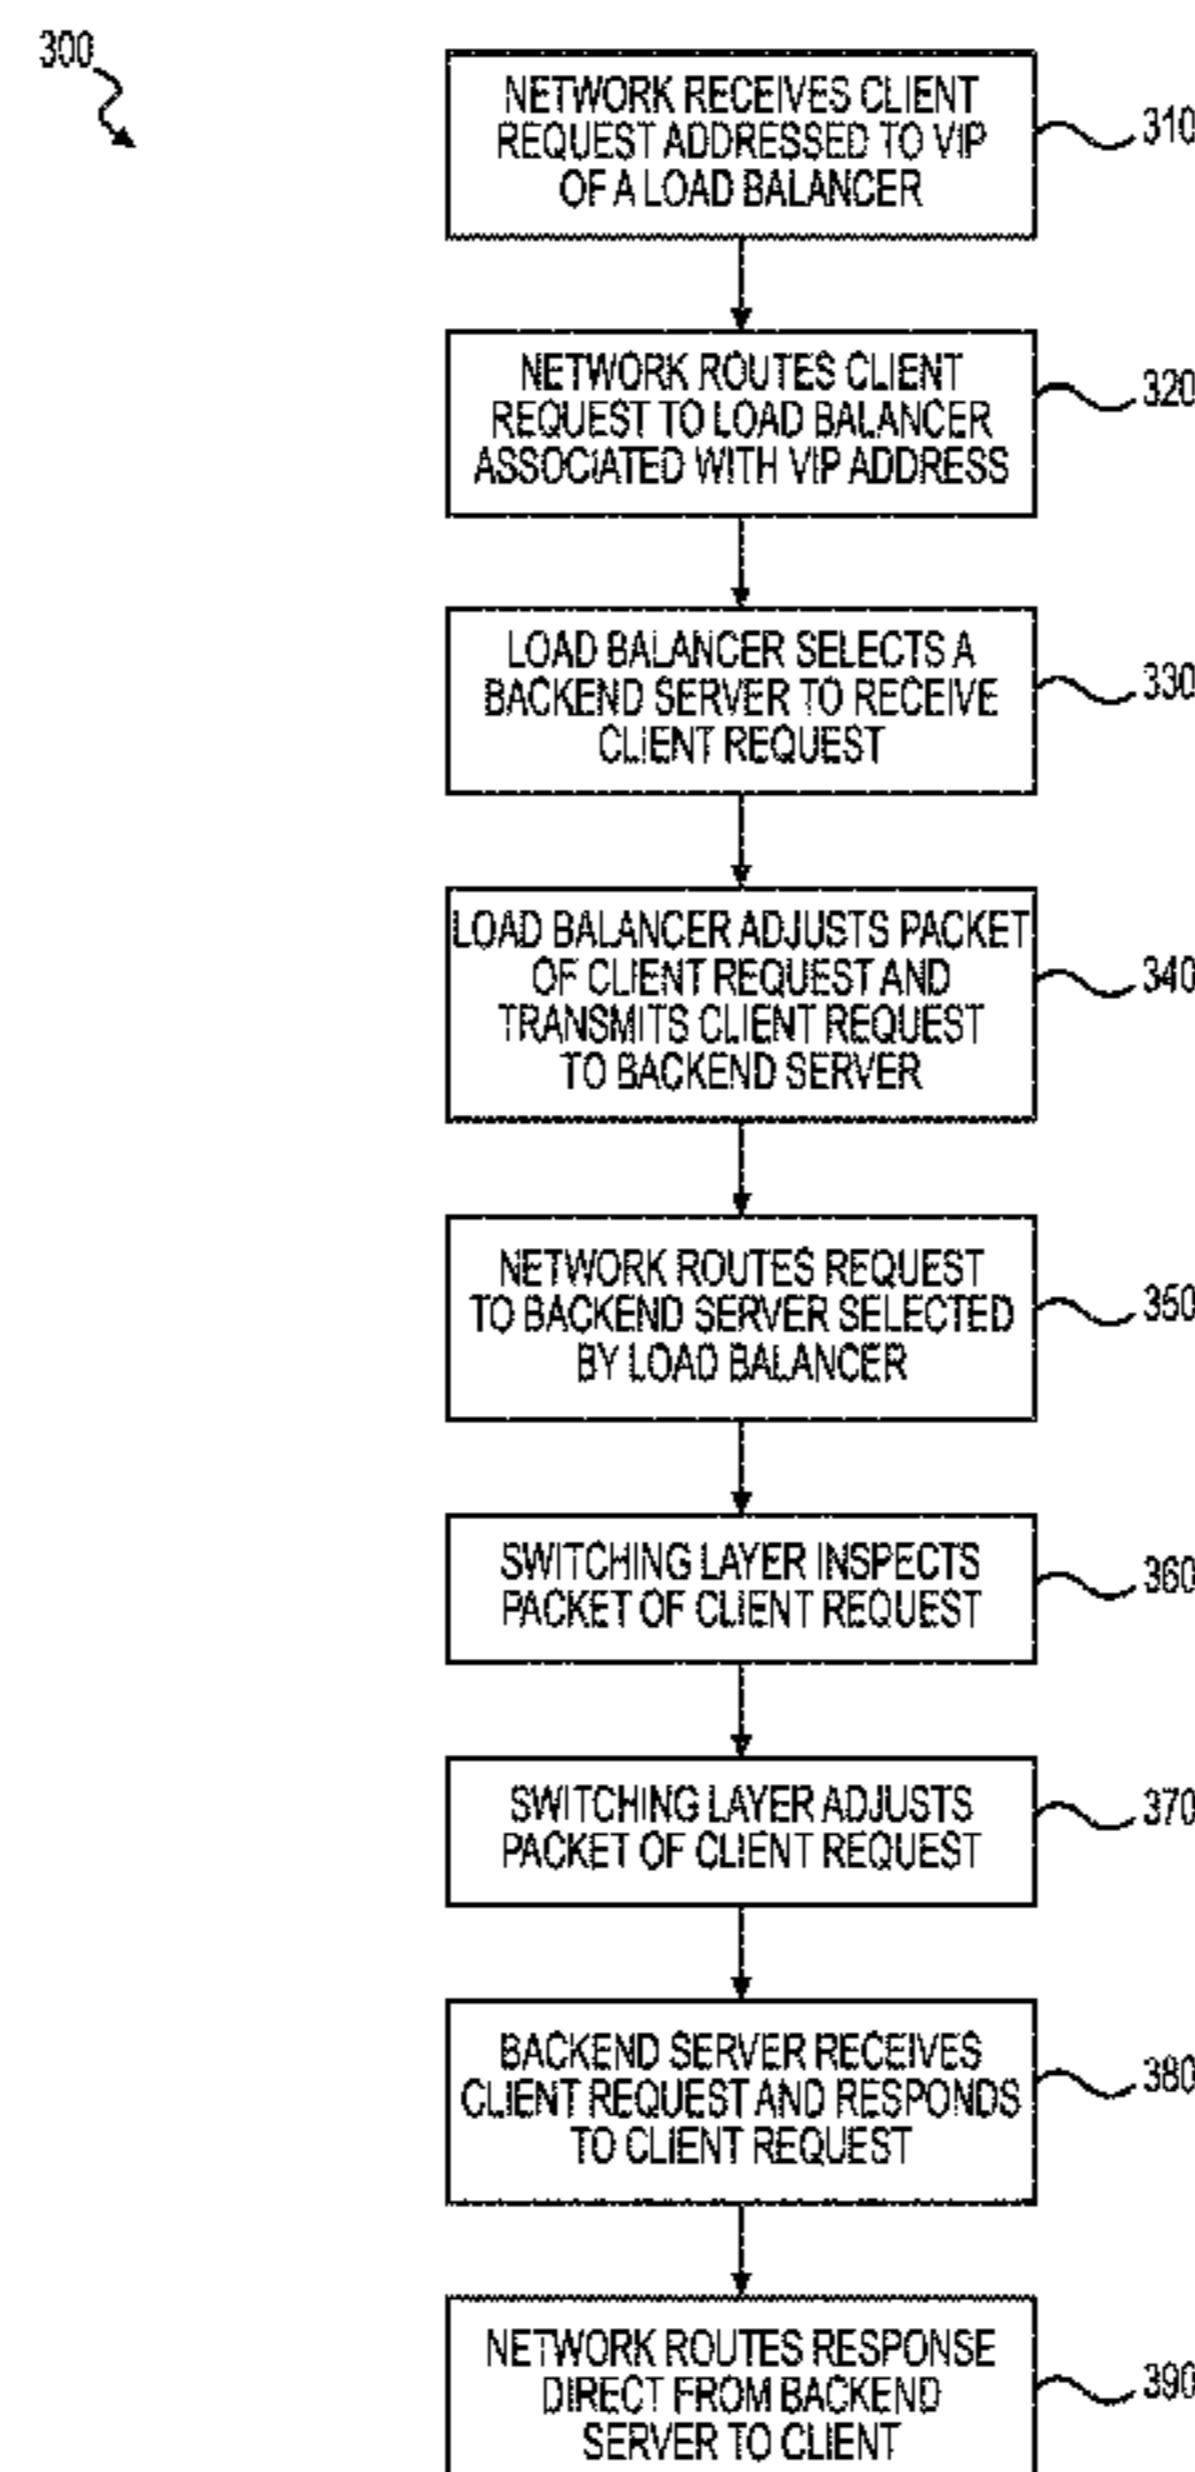 300
NETWORK RECEIVES CLIENT
REQUEST ADDRESSED TO VIP
OF A LOAD BALANCER
310
NETWORK ROUTES CLIENT
REQUEST TO LOAD BALANCER
ASSOCIATED WITH VIP ADDRESS
320
LOAD BALANCER SELECTS A
BACKEND SERVER TO RECEIVE
CLIENT REQUEST
330
LOAD BALANCER ADJUSTS PACKET
OF CLIENT REQUEST AND
TRANSMITS CLIENT REQUEST
TO BACKEND SERVER
340
NETWORK ROUTES REQUEST
TO BACKEND SERVER SELECTED
BY LOAD BALANCER
350
SWITCHING LAYER INSPECTS
PACKET OF CLIENT REQUEST
360
SWITCHING LAYER ADJUSTS
PACKET OF CLIENT REQUEST
370
BACKEND SERVER RECEIVES
CLIENT REQUEST AND RESPONDS
TO CLIENT REQUEST
380
NETWORK ROUTES RESPONSE
DIRECT FROM BACKEND
SERVER TO CLIENT
390